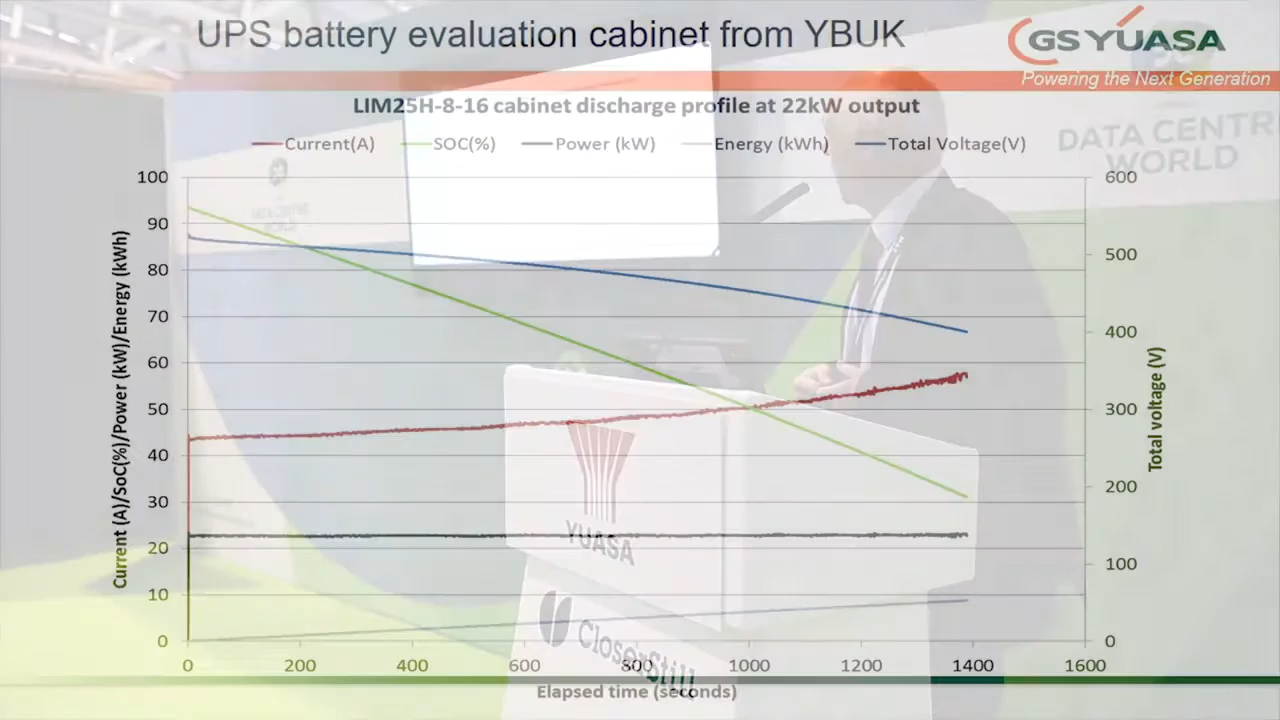 UPS battery evaluation cabinet from YBUK
GS YUASA
Powering the Next Generation
LIM25H-8-16 cabinet discharge profile at 22kW output
Current(A) SOC(%) Power (kW) Energy (kWh) Total Voltage(V)
DATA CENTRE
WORLD
100
90
80
70
60
50
40
30
20
10
0
Current (A)/SoC(%)/Power (kW)/Energy (kWh)
600
500
400
300
200
100
0
Total voltage (V)
YUASA
CloserStill
0 200 400 600 800 1000 1200 1400 1600
Elapsed time (seconds)